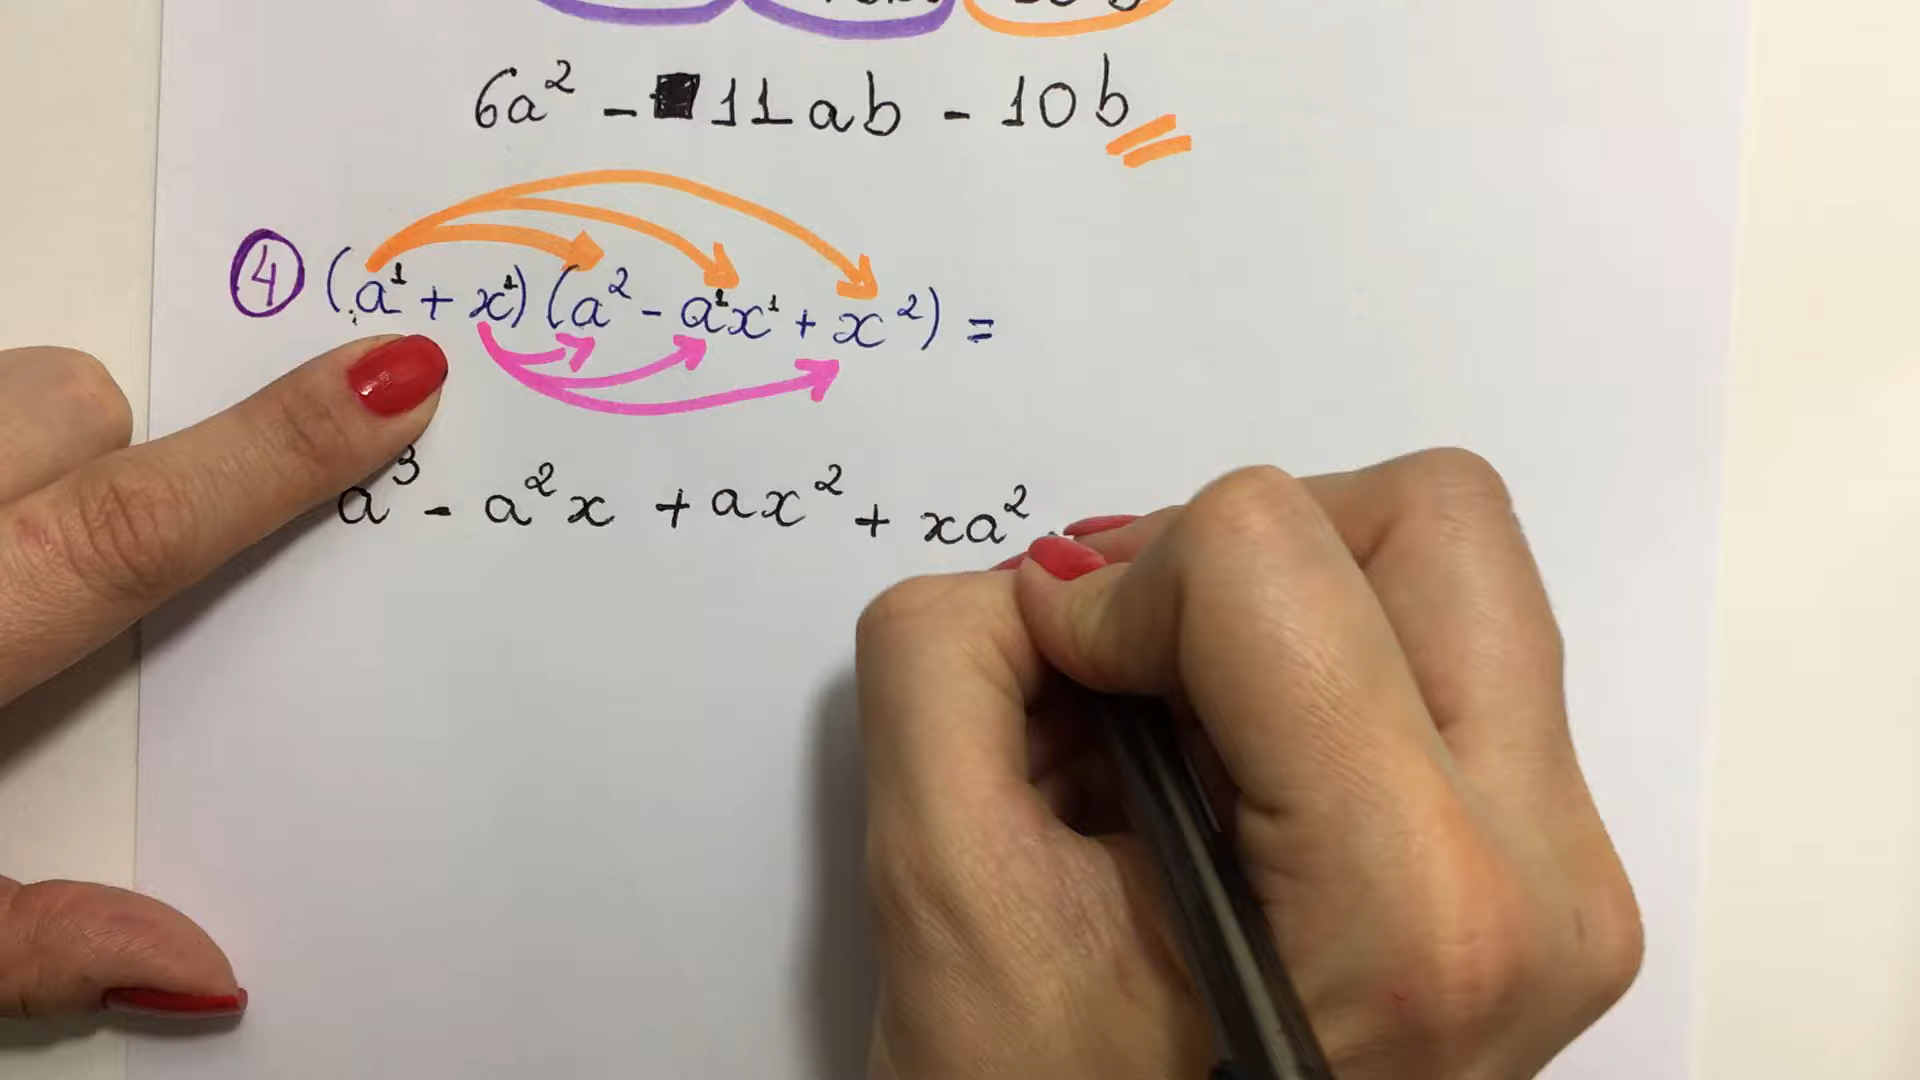 6a² - 11ab - 10b
④ (a¹ + x¹)(a² - a¹x¹ + x²) =
a³ - a²x + ax² + xa²